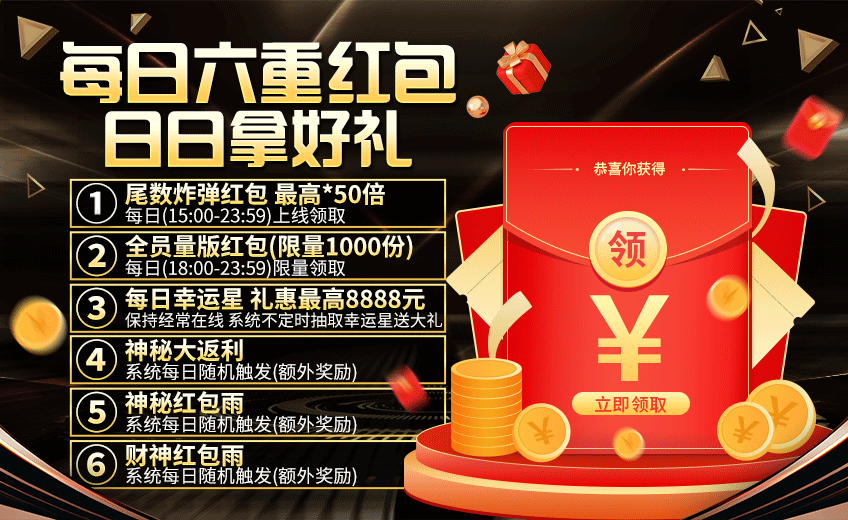 每日六重红包
日日拿好礼
1 尾数炸弹红包 最高*50倍
每日(15:00-23:59)上线领取
2 全员量版红包(限量1000份)
每日(18:00-23:59)限量领取
3 每日幸运星 礼惠最高8888元
保持经常在线 系统不定时抽取幸运星送大礼
4 神秘大返利
系统每日随机触发(额外奖励)
5 神秘红包雨
系统每日随机触发(额外奖励)
6 财神红包雨
系统每日随机触发(额外奖励)
恭喜你获得
领
¥
立即领取
¥
¥
¥
¥